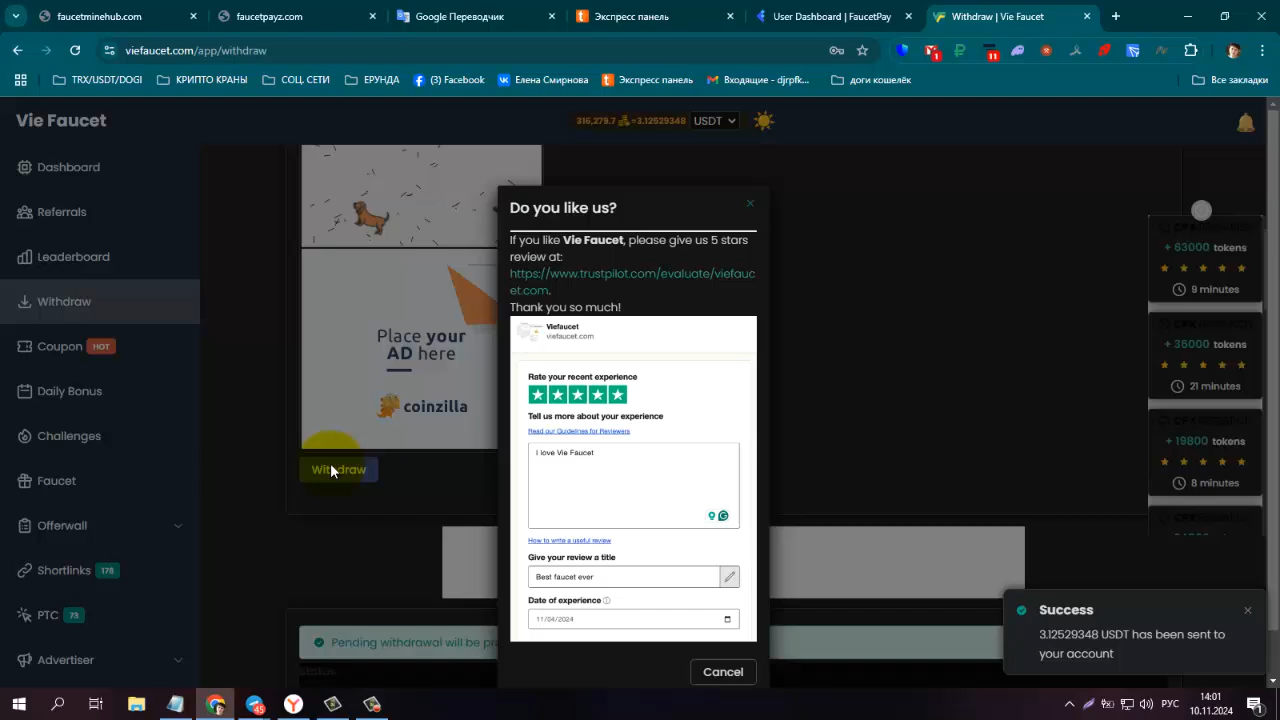 Criptohub.com
faucetpayz.com
Google Переводчик
Экспресс панель
User Dashboard | FaucetPay
Withdraw | Vie Faucet
viefaucet.com/app/withdraw
1
11
TRX/USDT/DOGI
КРИПТО КРАНЫ
СОЦ. СЕТИ
ЕРУНДА
(3) Facebook
Елена Смирнова
Экспресс панель
Входящие - djrpfk...
доги кошелёк
Все закладки
Vie Faucet
316,279.7 =3.12529348 USDT
Dashboard
Referrals
Leaderboard
Withdraw
Coupon HOT
Daily Bonus
Challenges
Faucet
Offerwall
Shortlinks 178
PTC 73
Advertiser
Place your
AD here
coinzilla
Withdraw
Pending withdrawal will be pr
Status
Do you like us?
If you like Vie Faucet, please give us 5 stars
review at:
https://www.trustpilot.com/evaluate/viefauc
et.com.
Thank you so much!
Viefaucet
viefaucet.com
Rate your recent experience
Tell us more about your experience
Read our Guidelines for Reviewers
I love Vie Faucet
How to write a useful review
Give your review a title
Best faucet ever
Date of experience
11/04/2024
Cancel
+ 63000 tokens
9 minutes
+ 36000 tokens
21 minutes
+ 19800 tokens
8 minutes
Success
3.12529348 USDT has been sent to
your account
45
РУС
14:01
10.11.2024
1